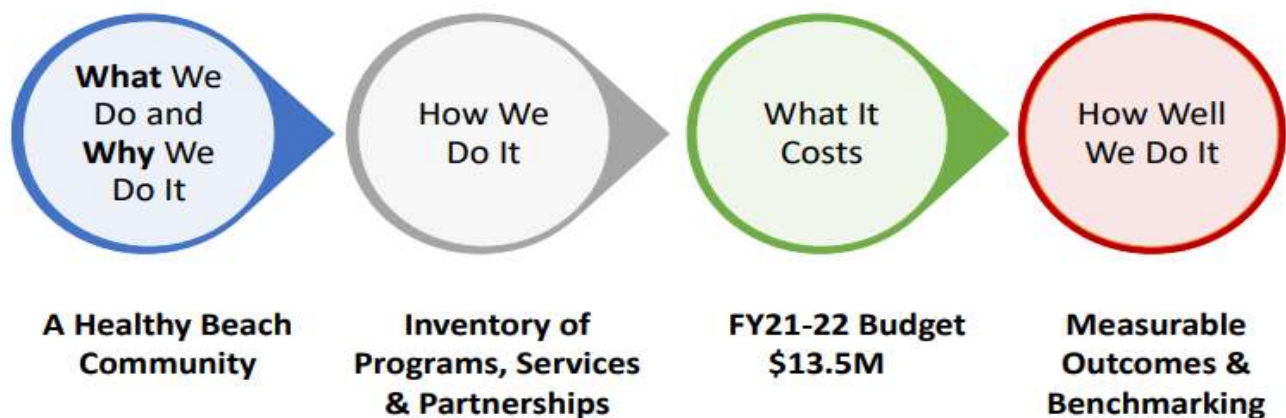 What We
Do and
Why We
Do It
How We
Do It
What It
Costs
How Well
We Do It
A Healthy Beach
Community
Inventory of
Programs, Services
& Partnerships
FY21-22 Budget
$13.5M
Measurable
Outcomes &
Benchmarking